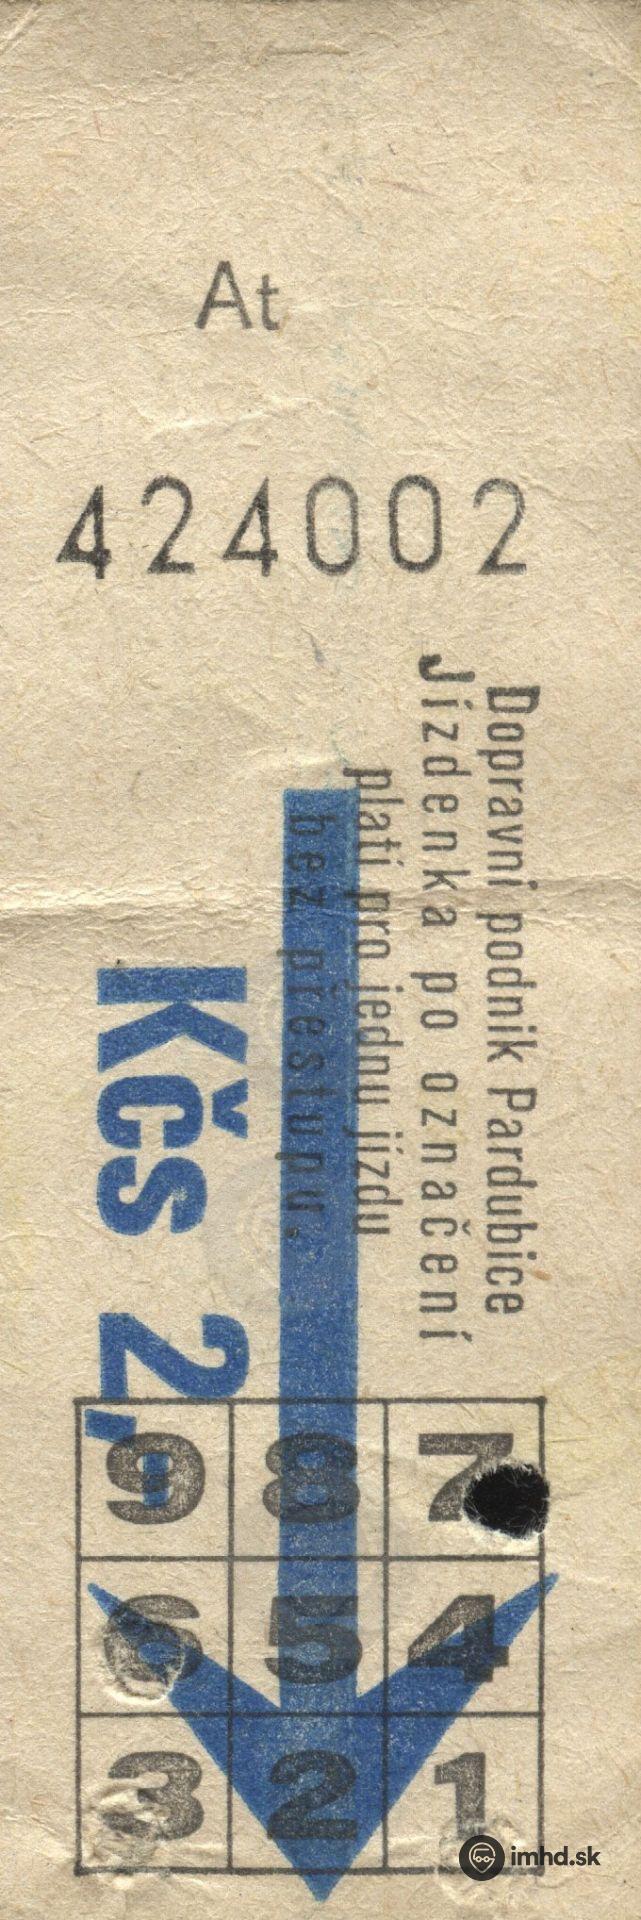 At
424002
Dopravni podnik Pardubice
Jízdenka po označení
platí pro jednu jízdu
bez přestupu.
Kčs 2,-
9 8 7
6 5 4
3 2 1
imhd.sk